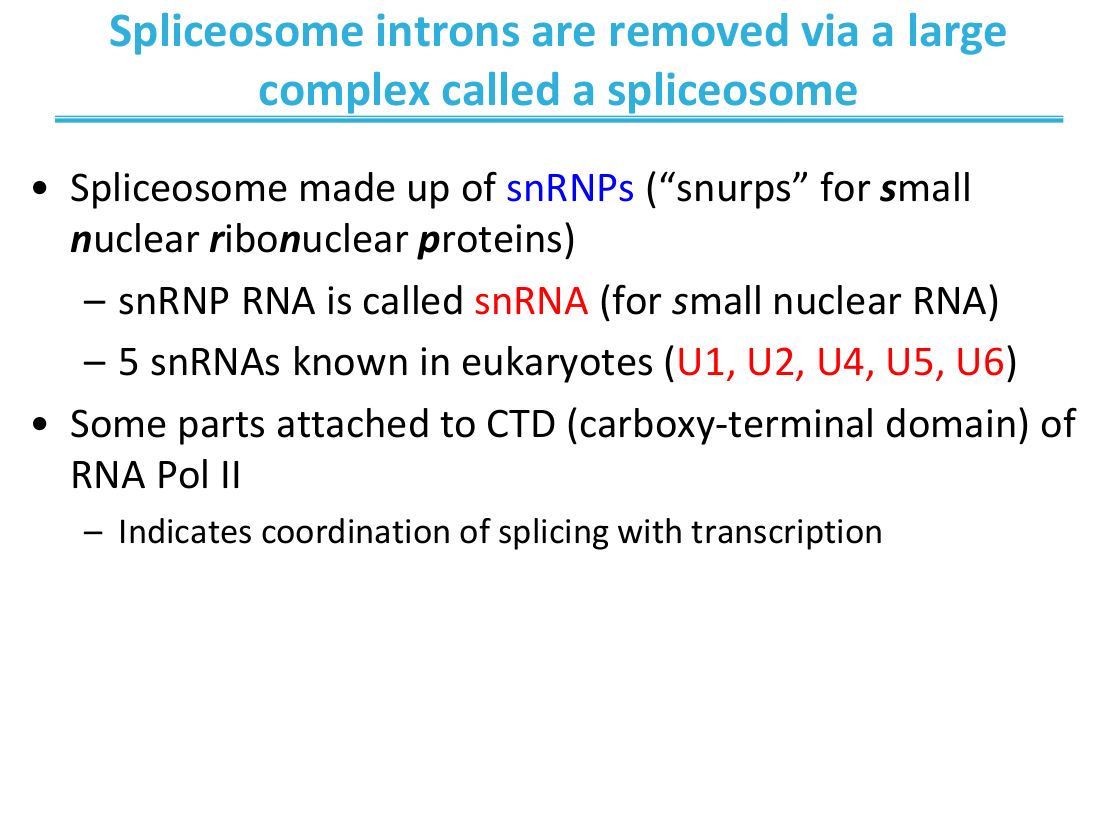 Spliceosome introns are removed via a large
complex called a spliceosome
• Spliceosome made up of snRNPs (“snurps” for small
nuclear ribonuclear proteins)
– snRNP RNA is called snRNA (for small nuclear RNA)
– 5 snRNAs known in eukaryotes (U1, U2, U4, U5, U6)
• Some parts attached to CTD (carboxy-terminal domain) of
RNA Pol II
– Indicates coordination of splicing with transcription